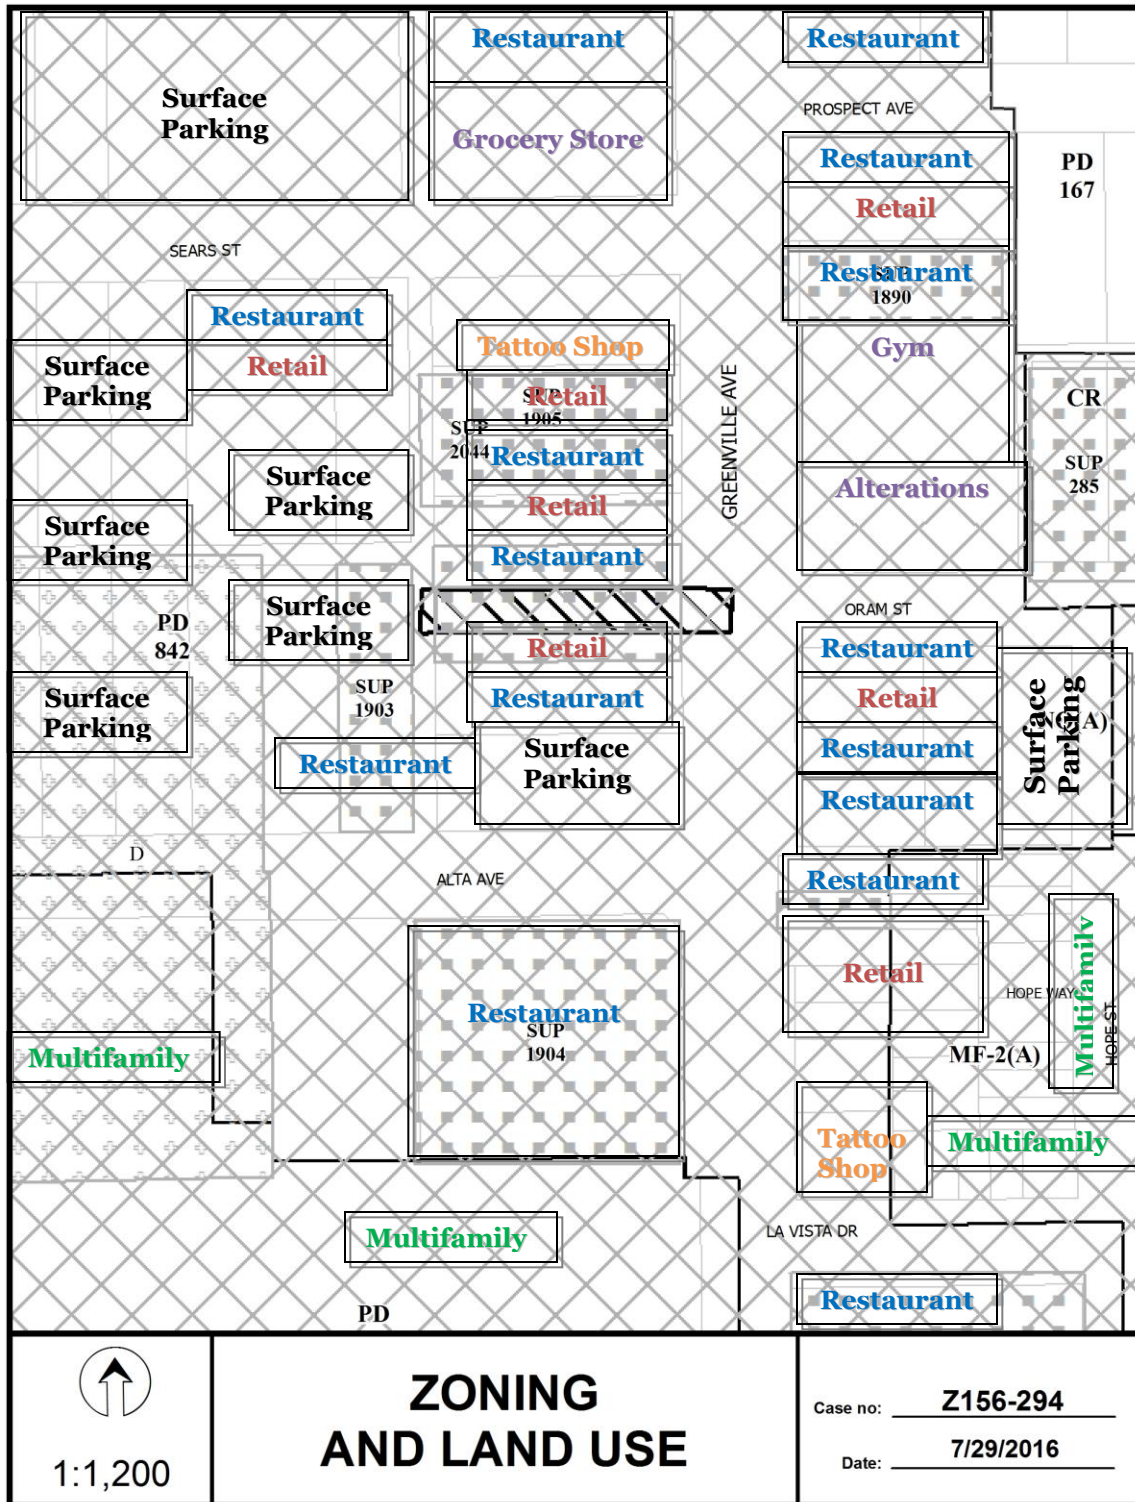 Restaurant
Restaurant
Surface
Parking
Grocery Store
PROSPECT AVE
Restaurant
PD
167
Retail
SEARS ST
Restaurant
SUP
1890
Restaurant
Retail
Surface
Parking
Tattoo Shop
Gym
Retail
SUP
1905
SUP
2044
GREENVILLE AVE
CR
SUP
285
Restaurant
Surface
Parking
Alterations
Retail
Surface
Parking
Restaurant
Surface
Parking
ORAM ST
PD
842
Retail
Restaurant
Surface
Parking
SUP
1903
Restaurant
Retail
Surface
Parking
NO(A)
Restaurant
Surface
Parking
Restaurant
Restaurant
D
ALTA AVE
Restaurant
Retail
Multifamily
HOPE WAY
HOPE ST
Restaurant
SUP
1904
MF-2(A)
Multifamily
Tattoo
Shop
Multifamily
Multifamily
LA VISTA DR
PD
Restaurant
1:1,200
ZONING
AND LAND USE
Case no: Z156-294
Date: 7/29/2016